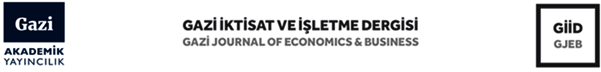 Gazi
AKADEMİK
YAYINCILIK
GAZİ İKTİSAT VE İŞLETME DERGİSİ
GAZİ JOURNAL OF ECONOMICS & BUSINESS
GİİD
GJEB